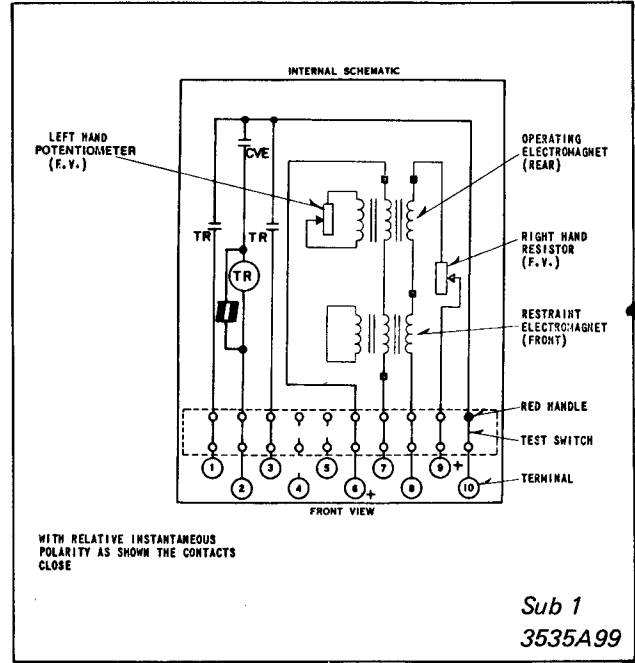 INTERNAL SCHEMATIC
LEFT HAND
POTENTIOMETER
(F.V.)
CVE
TR
TR
TR
OPERATING
ELECTROMAGNET
(REAR)
RIGHT HAND
RESISTOR
(F.V.)
RESTRAINT
ELECTROMAGNET
(FRONT)
RED HANDLE
TEST SWITCH
TERMINAL
1
2
3
4
5
6
+
7
8
9
+
10
FRONT VIEW
WITH RELATIVE INSTANTANEOUS
POLARITY AS SHOWN THE CONTACTS
CLOSE
Sub 1
3535A99